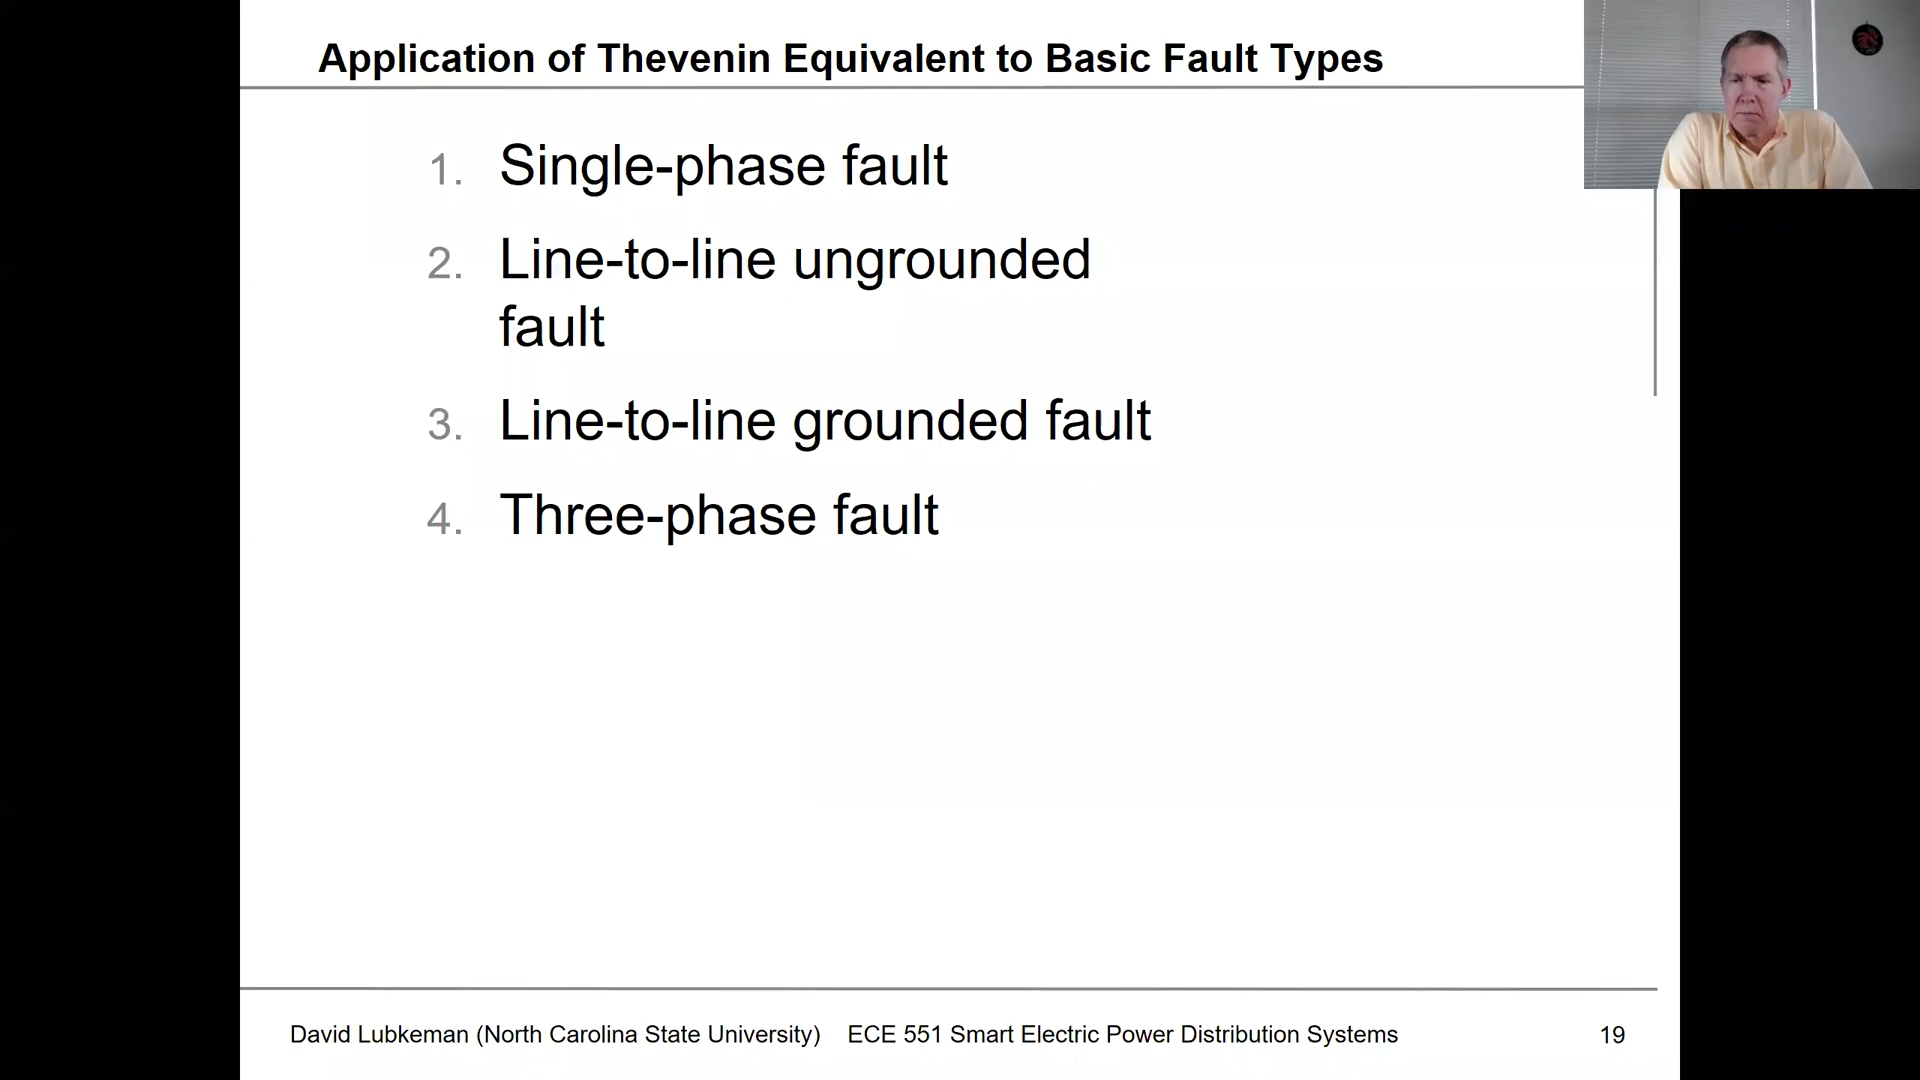 Application of Thevenin Equivalent to Basic Fault Types
1. Single-phase fault
2. Line-to-line ungrounded
fault
3. Line-to-line grounded fault
4. Three-phase fault
David Lubkeman (North Carolina State University) ECE 551 Smart Electric Power Distribution Systems 19